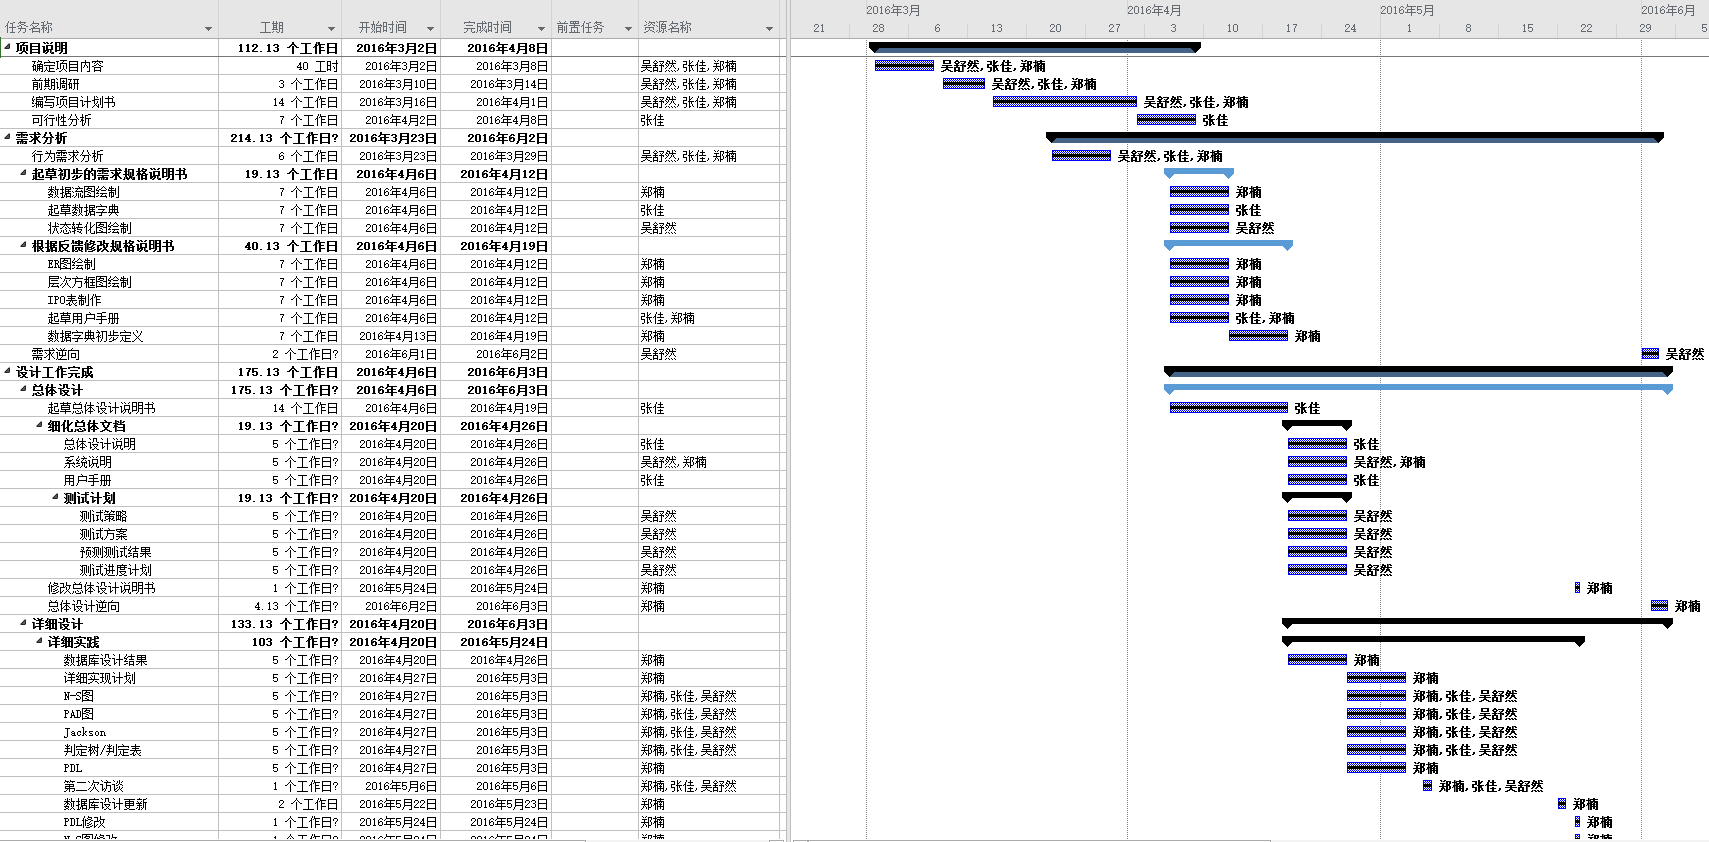 2016年3月 2016年4月 2016年5月 2016年6月
任务名称 工期 开始时间 完成时间 前置任务 资源名称 21 28 6 13 20 27 3 10 17 24 1 8 15 22 29 5
项目说明 112.13 个工作日 2016年3月2日 2016年4月8日
确定项目内容 40 工时 2016年3月2日 2016年3月8日 吴舒然,张佳,郑楠 吴舒然,张佳,郑楠
前期调研 3 个工作日 2016年3月10日 2016年3月14日 吴舒然,张佳,郑楠 吴舒然,张佳,郑楠
编写项目计划书 14 个工作日 2016年3月16日 2016年4月1日 吴舒然,张佳,郑楠 吴舒然,张佳,郑楠
可行性分析 7 个工作日 2016年4月2日 2016年4月8日 张佳 张佳
需求分析 214.13 个工作日? 2016年3月23日 2016年6月2日
行为需求分析 6 个工作日 2016年3月23日 2016年3月29日 吴舒然,张佳,郑楠 吴舒然,张佳,郑楠
起草初步的需求规格说明书 19.13 个工作日 2016年4月6日 2016年4月12日
数据流图绘制 7 个工作日 2016年4月6日 2016年4月12日 郑楠 郑楠
起草数据字典 7 个工作日 2016年4月6日 2016年4月12日 张佳 张佳
状态转化图绘制 7 个工作日 2016年4月6日 2016年4月12日 吴舒然 吴舒然
根据反馈修改规格说明书 40.13 个工作日 2016年4月6日 2016年4月19日
ER图绘制 7 个工作日 2016年4月6日 2016年4月12日 郑楠 郑楠
层次方框图绘制 7 个工作日 2016年4月6日 2016年4月12日 郑楠 郑楠
IPO表制作 7 个工作日 2016年4月6日 2016年4月12日 郑楠 郑楠
起草用户手册 7 个工作日 2016年4月6日 2016年4月12日 张佳,郑楠 张佳,郑楠
数据字典初步定义 7 个工作日 2016年4月13日 2016年4月19日 郑楠 郑楠
需求逆向 2 个工作日? 2016年6月1日 2016年6月2日 吴舒然 吴舒然
设计工作完成 175.13 个工作日? 2016年4月6日 2016年6月3日
总体设计 175.13 个工作日? 2016年4月6日 2016年6月3日
起草总体设计说明书 14 个工作日 2016年4月6日 2016年4月19日 张佳 张佳
细化总体文档 19.13 个工作日? 2016年4月20日 2016年4月26日
总体设计说明 5 个工作日? 2016年4月20日 2016年4月26日 张佳 张佳
系统说明 5 个工作日? 2016年4月20日 2016年4月26日 吴舒然,郑楠 吴舒然,郑楠
用户手册 5 个工作日? 2016年4月20日 2016年4月26日 张佳 张佳
测试计划 19.13 个工作日? 2016年4月20日 2016年4月26日
测试策略 5 个工作日? 2016年4月20日 2016年4月26日 吴舒然 吴舒然
测试方案 5 个工作日? 2016年4月20日 2016年4月26日 吴舒然 吴舒然
预测测试结果 5 个工作日? 2016年4月20日 2016年4月26日 吴舒然 吴舒然
测试进度计划 5 个工作日? 2016年4月20日 2016年4月26日 吴舒然 吴舒然
修改总体设计说明书 1 个工作日? 2016年5月24日 2016年5月24日 郑楠 郑楠
总体设计逆向 4.13 个工作日? 2016年6月2日 2016年6月3日 郑楠 郑楠
详细设计 133.13 个工作日? 2016年4月20日 2016年6月3日
详细实践 103 个工作日? 2016年4月20日 2016年5月24日
数据库设计结果 5 个工作日? 2016年4月20日 2016年4月26日 郑楠 郑楠
详细实现计划 5 个工作日? 2016年4月27日 2016年5月3日 郑楠 郑楠
N-S图 5 个工作日? 2016年4月27日 2016年5月3日 郑楠,张佳,吴舒然 郑楠,张佳,吴舒然
PAD图 5 个工作日? 2016年4月27日 2016年5月3日 郑楠,张佳,吴舒然 郑楠,张佳,吴舒然
Jackson 5 个工作日? 2016年4月27日 2016年5月3日 郑楠,张佳,吴舒然 郑楠,张佳,吴舒然
判定树/判定表 5 个工作日? 2016年4月27日 2016年5月3日 郑楠,张佳,吴舒然 郑楠,张佳,吴舒然
PDL 5 个工作日? 2016年4月27日 2016年5月3日 郑楠 郑楠
第二次访谈 1 个工作日? 2016年5月6日 2016年5月6日 郑楠,张佳,吴舒然 郑楠,张佳,吴舒然
数据库设计更新 2 个工作日 2016年5月22日 2016年5月23日 郑楠 郑楠
PDL修改 1 个工作日? 2016年5月24日 2016年5月24日 郑楠 郑楠